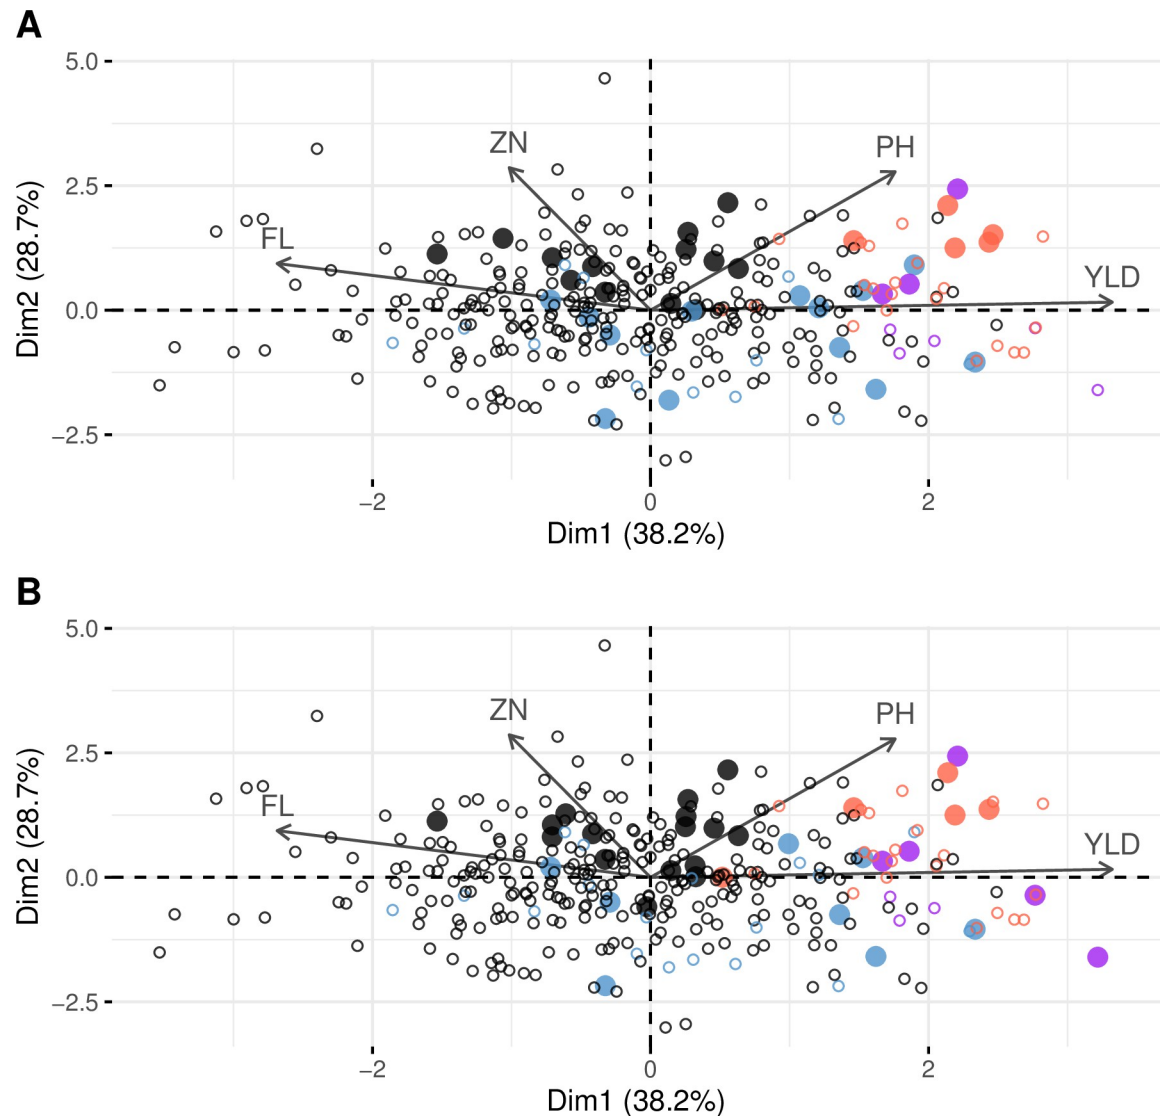 A
5.0
ZN
PH
2.5
FL
YLD
0.0
−2.5
Dim2 (28.7%)
−2
0
2
Dim1 (38.2%)
B
5.0
ZN
PH
2.5
FL
YLD
0.0
−2.5
Dim2 (28.7%)
−2
0
2
Dim1 (38.2%)